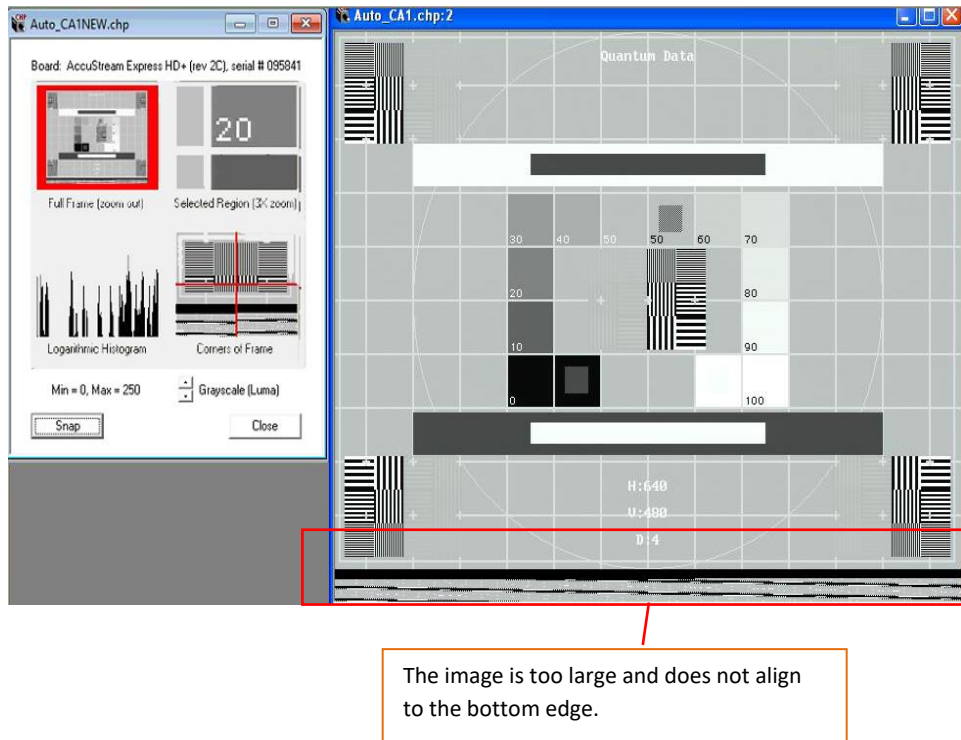 Auto_CA1NEW.chp
Board: AccuStream Express HD+ (rev 2C), serial # 095841
20
Full Frame (zoom out)
Selected Region (3X zoom)
Logarithmic Histogram
Corners of Frame
Min = 0, Max = 250
Grayscale (Luma)
Snap
Close
Auto_CA1.chp:2
Quantum Data
30 40 50 50 60 70
20 80
10 90
0 100
H:640
V:480
D:4
The image is too large and does not align
to the bottom edge.